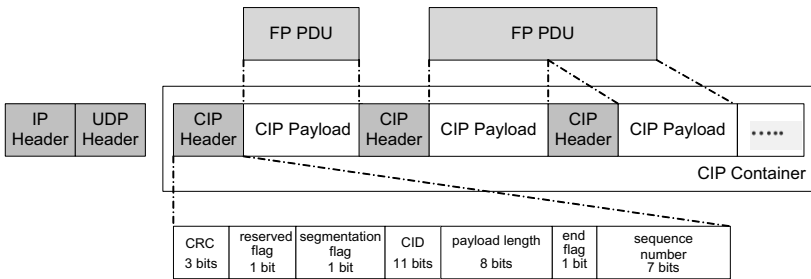 FP PDU
FP PDU
IP
Header
UDP
Header
CIP
Header
CIP Payload
CIP
Header
CIP Payload
CIP
Header
CIP Payload
.....
CIP Container
CRC
3 bits
reserved
flag
1 bit
segmentation
flag
1 bit
CID
11 bits
payload length
8 bits
end
flag
1 bit
sequence
number
7 bits